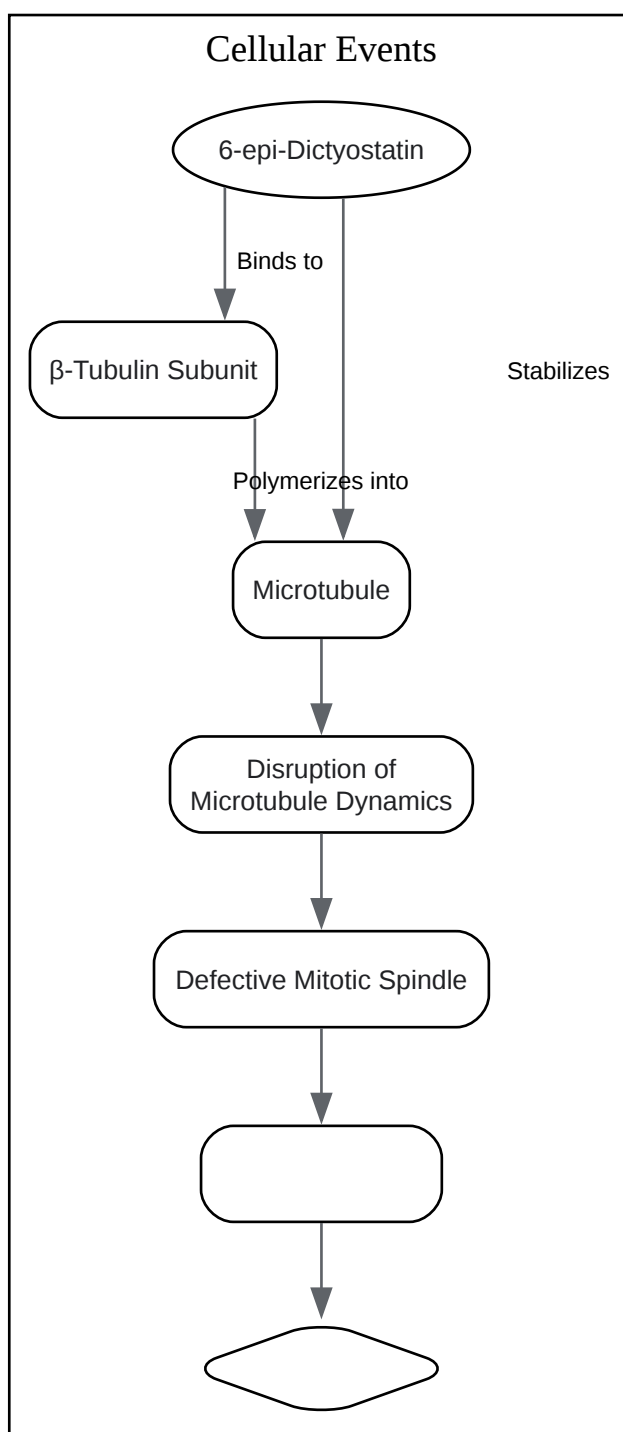 Cellular Events
6-epi-Dictyostatin
Binds to
β-Tubulin Subunit
Stabilizes
Polymerizes into
Microtubule
Disruption of
Microtubule Dynamics
Defective Mitotic Spindle